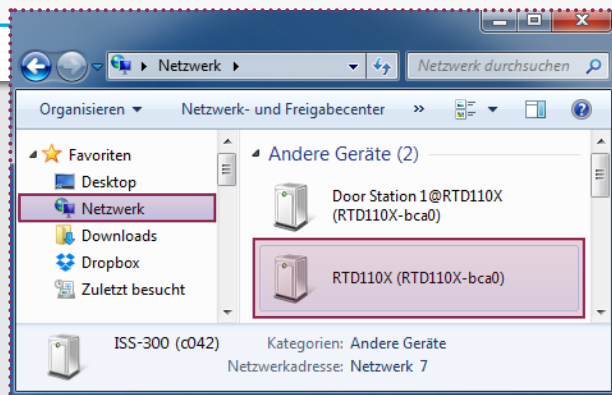 Netzwerk
Netzwerk durchsuchen
Organisieren Netzwerk- und Freigabecenter »
Favoriten
Desktop
Netzwerk
Downloads
Dropbox
Zuletzt besucht
Andere Geräte (2)
Door Station 1@RTD110X
(RTD110X-bca0)
RTD110X (RTD110X-bca0)
ISS-300 (c042) Kategorien: Andere Geräte
Netzwerkadresse: Netzwerk 7